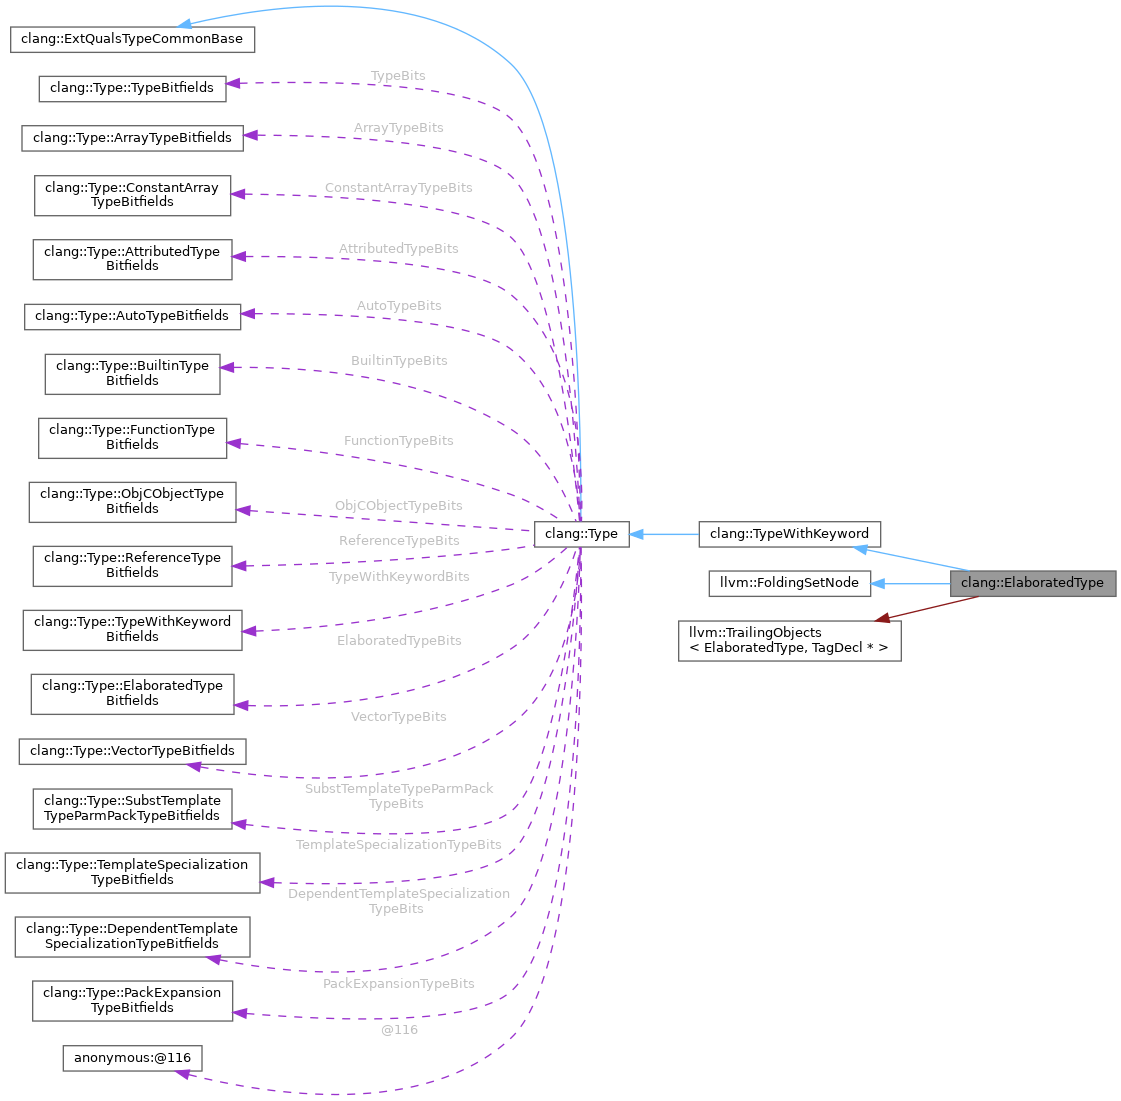 clang::ExtQualsTypeCommonBase
TypeBits
clang::Type::TypeBitfields
ArrayTypeBits
clang::Type::ArrayTypeBitfields
ConstantArrayTypeBits
clang::Type::ConstantArray
TypeBitfields
AttributedTypeBits
clang::Type::AttributedType
Bitfields
AutoTypeBits
clang::Type::AutoTypeBitfields
BuiltinTypeBits
clang::Type::BuiltinType
Bitfields
FunctionTypeBits
clang::Type::FunctionType
Bitfields
ObjCObjectTypeBits
clang::Type::ObjCObjectType
Bitfields
clang::Type
clang::TypeWithKeyword
ReferenceTypeBits
clang::Type::ReferenceType
Bitfields
TypeWithKeywordBits
llvm::FoldingSetNode
clang::ElaboratedType
clang::Type::TypeWithKeyword
Bitfields
llvm::TrailingObjects
< ElaboratedType, TagDecl * >
ElaboratedTypeBits
clang::Type::ElaboratedType
Bitfields
VectorTypeBits
clang::Type::VectorTypeBitfields
SubstTemplateTypeParmPack
TypeBits
clang::Type::SubstTemplate
TypeParmPackTypeBitfields
TemplateSpecializationTypeBits
clang::Type::TemplateSpecialization
TypeBitfields
DependentTemplateSpecialization
TypeBits
clang::Type::DependentTemplate
SpecializationTypeBitfields
PackExpansionTypeBits
clang::Type::PackExpansion
TypeBitfields
@116
anonymous:@116